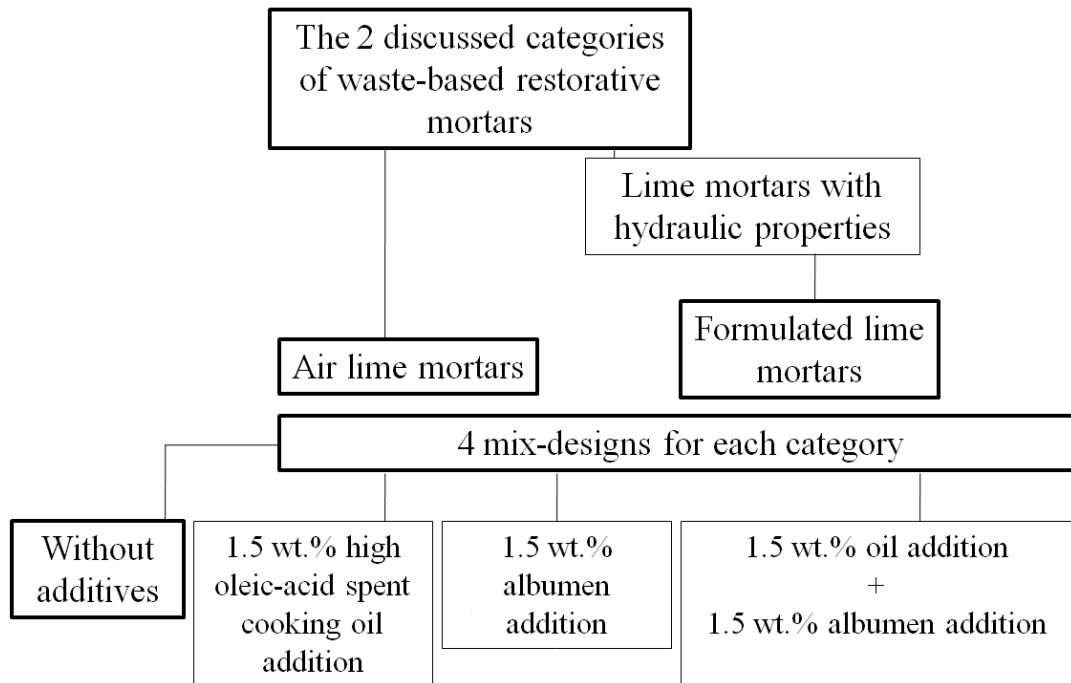 The 2 discussed categories
of waste-based restorative
mortars
Lime mortars with
hydraulic properties
Formulated lime
mortars
Air lime mortars
4 mix-designs for each category
Without
additives
1.5 wt.% high
oleic-acid spent
cooking oil
addition
1.5 wt.%
albumen
addition
1.5 wt.% oil addition
+
1.5 wt.% albumen addition